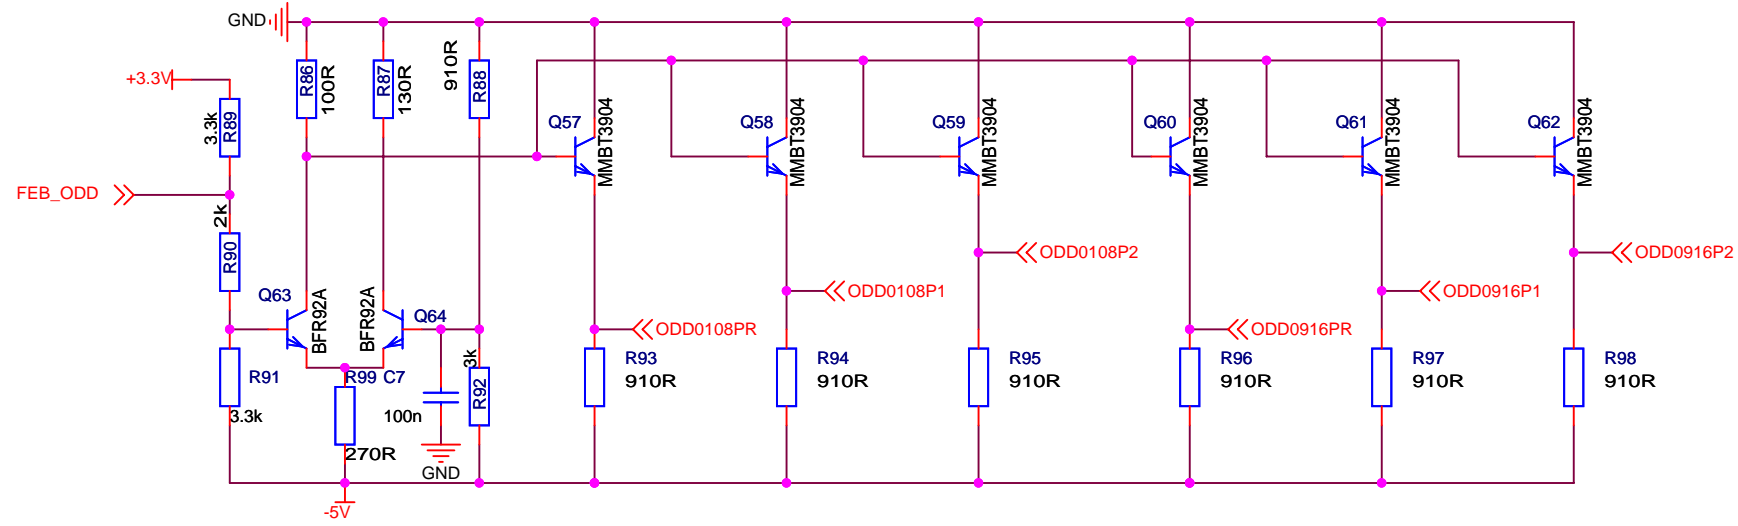 GND
+3.3V
3.3k
R89
R86
100R
R87
130R
910R
R88
FEB_ODD
2k
R90
Q57
MMBT3904
Q58
MMBT3904
Q59
MMBT3904
Q60
MMBT3904
Q61
MMBT3904
Q62
MMBT3904
ODD0108P2
ODD0916P2
ODD0108P1
ODD0916P1
Q63
BFR92A
BFR92A
Q64
ODD0108PR
ODD0916PR
R91
3.3k
R99
270R
C7
100n
GND
3k
R92
R93
910R
R94
910R
R95
910R
R96
910R
R97
910R
R98
910R
-5V